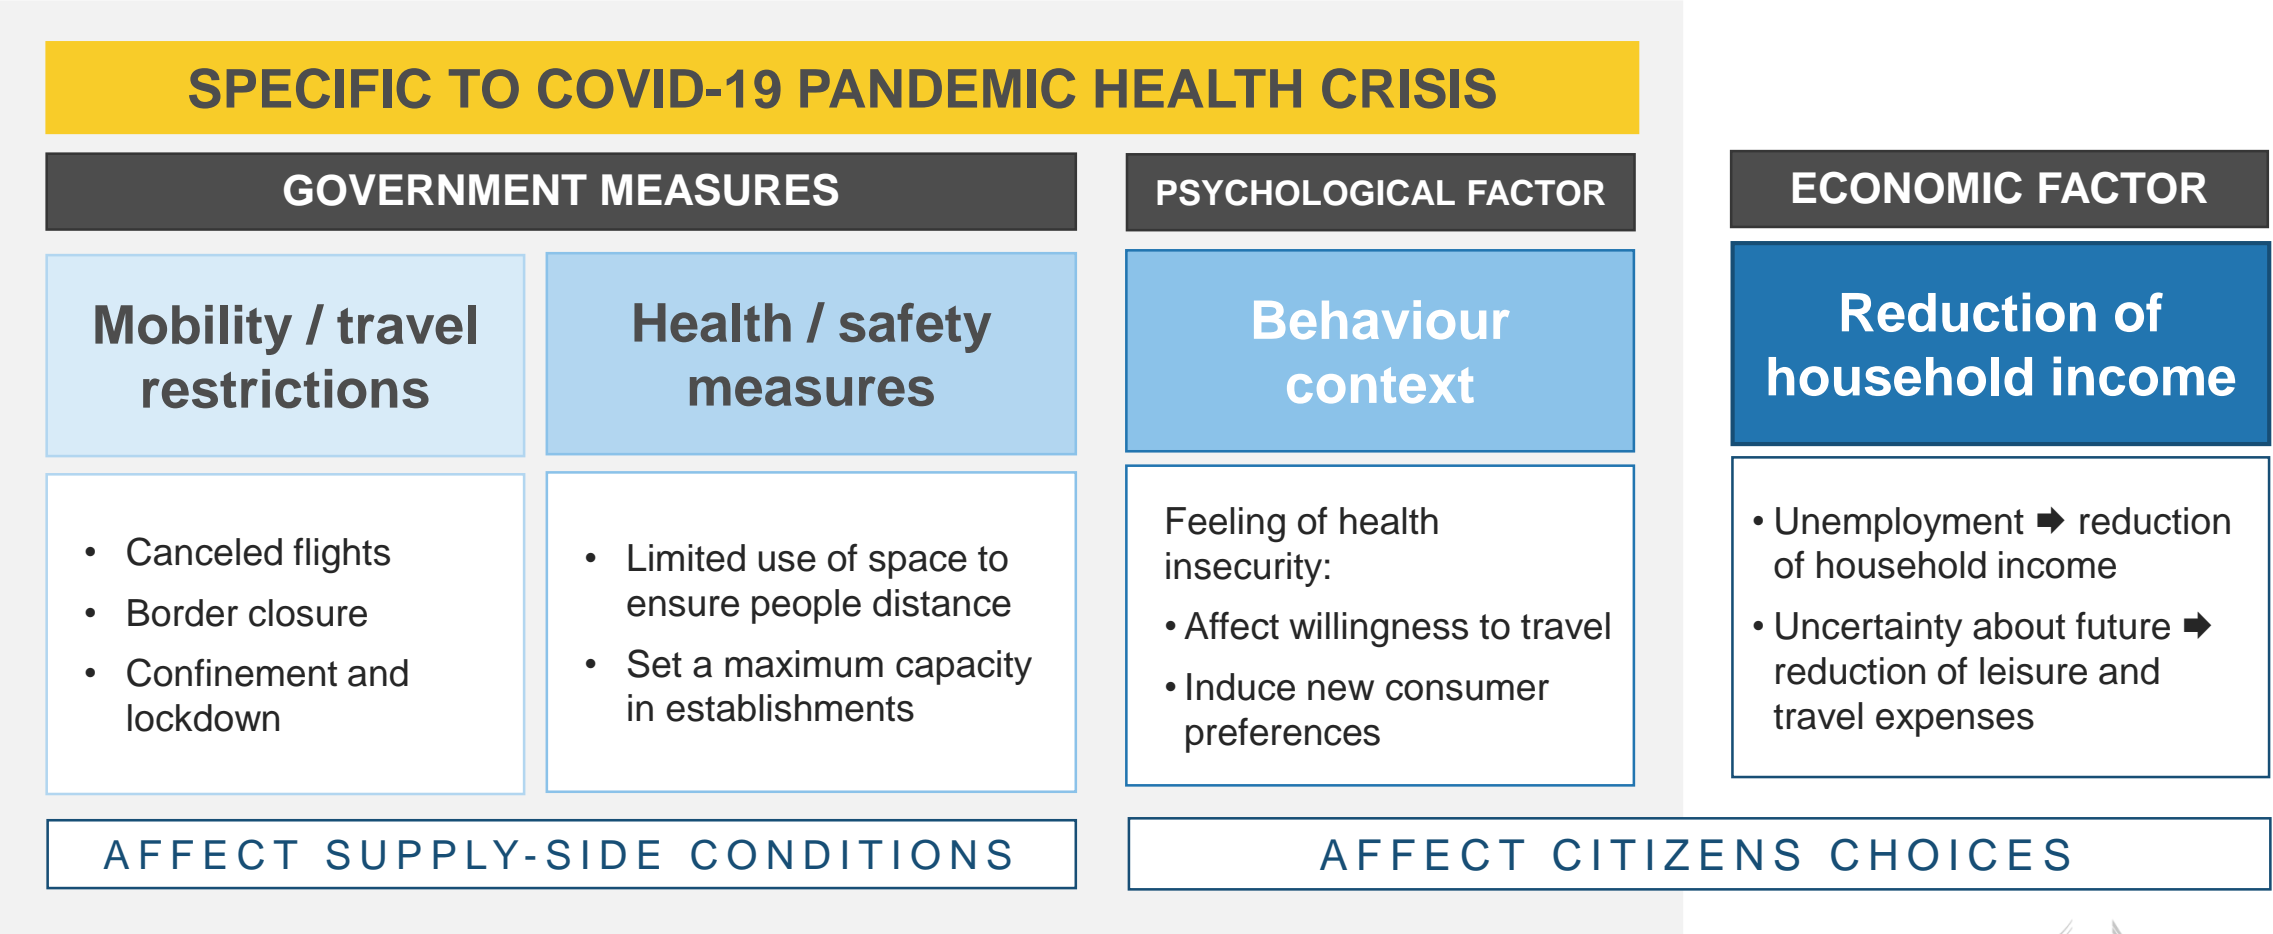 SPECIFIC TO COVID-19 PANDEMIC HEALTH CRISIS
GOVERNMENT MEASURES
Mobility / travel
restrictions
• Canceled flights
• Border closure
• Confinement and
lockdown
Health / safety
measures
• Limited use of space to
ensure people distance
• Set a maximum capacity
in establishments
AFFECT SUPPLY-SIDE CONDITIONS
PSYCHOLOGICAL FACTOR
Behaviour
context
Feeling of health
insecurity:
• Affect willingness to travel
• Induce new consumer
preferences
ECONOMIC FACTOR
Reduction of
household income
• Unemployment 🡆 reduction
of household income
• Uncertainty about future 🡆
reduction of leisure and
travel expenses
AFFECT CITIZENS CHOICES